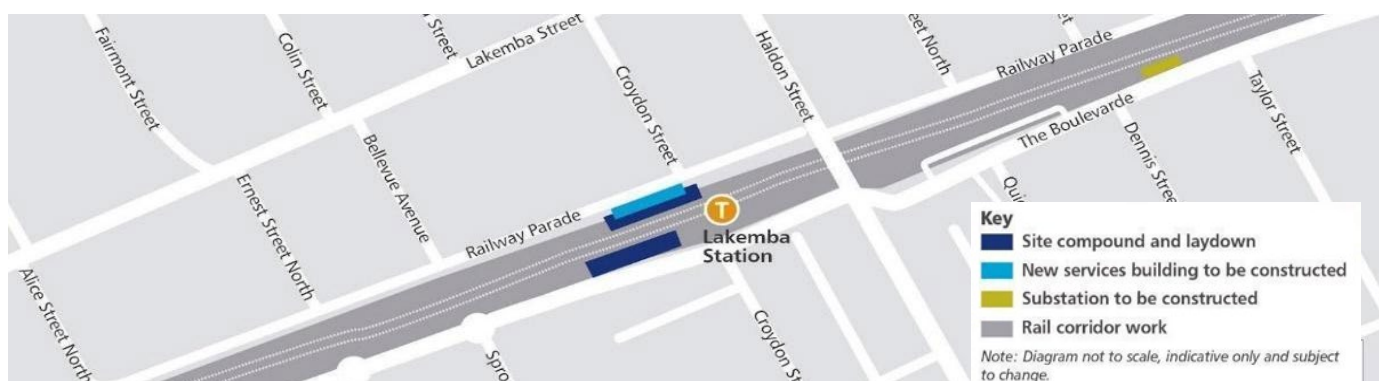 Fairmont Street
Colin Street
Street
Lakemba Street
Croydon Street
Haldon Street
Street North
Railway Parade
Taylor Street
The Boulevarde
Dennis Street
Bellevue Avenue
Ernest Street North
Railway Parade
T
Lakemba
Station
Alice Street North
Croydon St
Key
Site compound and laydown
New services building to be constructed
Substation to be constructed
Rail corridor work
Note: Diagram not to scale, indicative only and subject
to change.